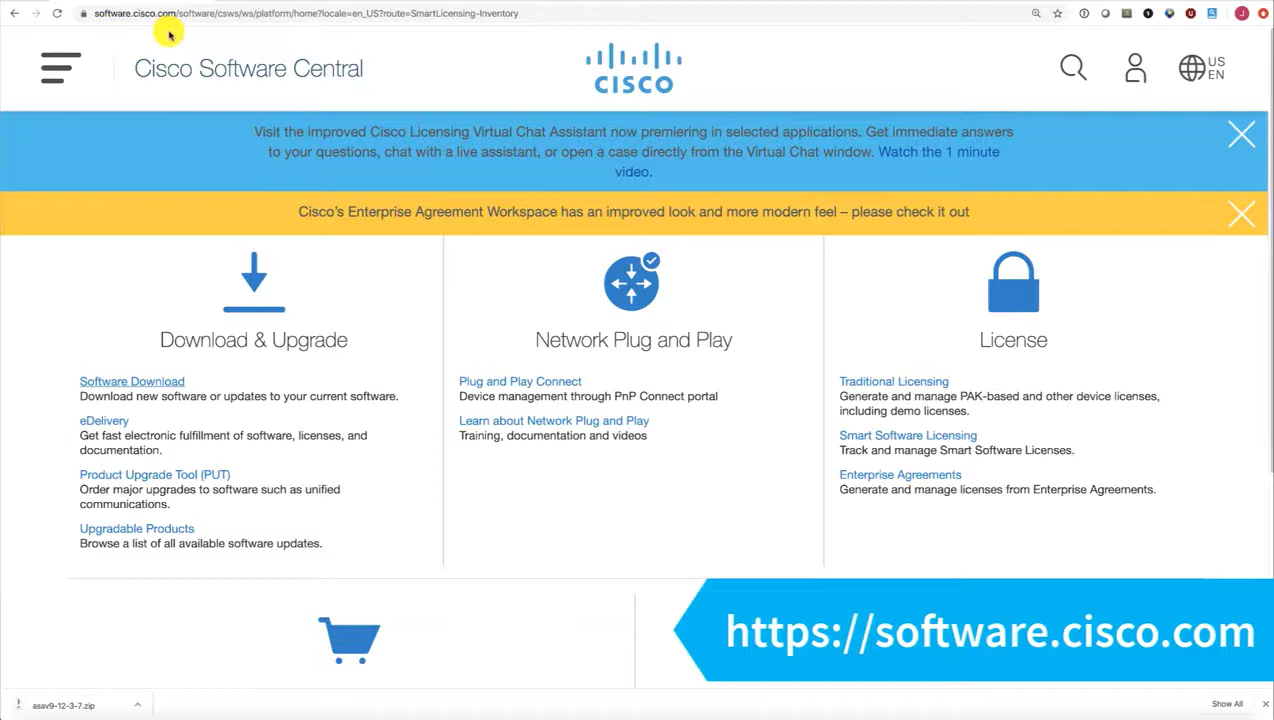 software.cisco.com/software/csws/ws/platform/home?locale=en_US?route=SmartLicensing-Inventory
Cisco Software Central
CISCO
US
EN
Visit the improved Cisco Licensing Virtual Chat Assistant now premiering in selected applications. Get immediate answers
to your questions, chat with a live assistant, or open a case directly from the Virtual Chat window. Watch the 1 minute
video.
Cisco's Enterprise Agreement Workspace has an improved look and more modern feel – please check it out
Download & Upgrade
Software Download
Download new software or updates to your current software.
eDelivery
Get fast electronic fulfillment of software, licenses, and
documentation.
Product Upgrade Tool (PUT)
Order major upgrades to software such as unified
communications.
Upgradable Products
Browse a list of all available software updates.
Network Plug and Play
Plug and Play Connect
Device management through PnP Connect portal
Learn about Network Plug and Play
Training, documentation and videos
License
Traditional Licensing
Generate and manage PAK-based and other device licenses,
including demo licenses.
Smart Software Licensing
Track and manage Smart Software Licenses.
Enterprise Agreements
Generate and manage licenses from Enterprise Agreements.
https://software.cisco.com
asav9-12-3-7.zip
Show All